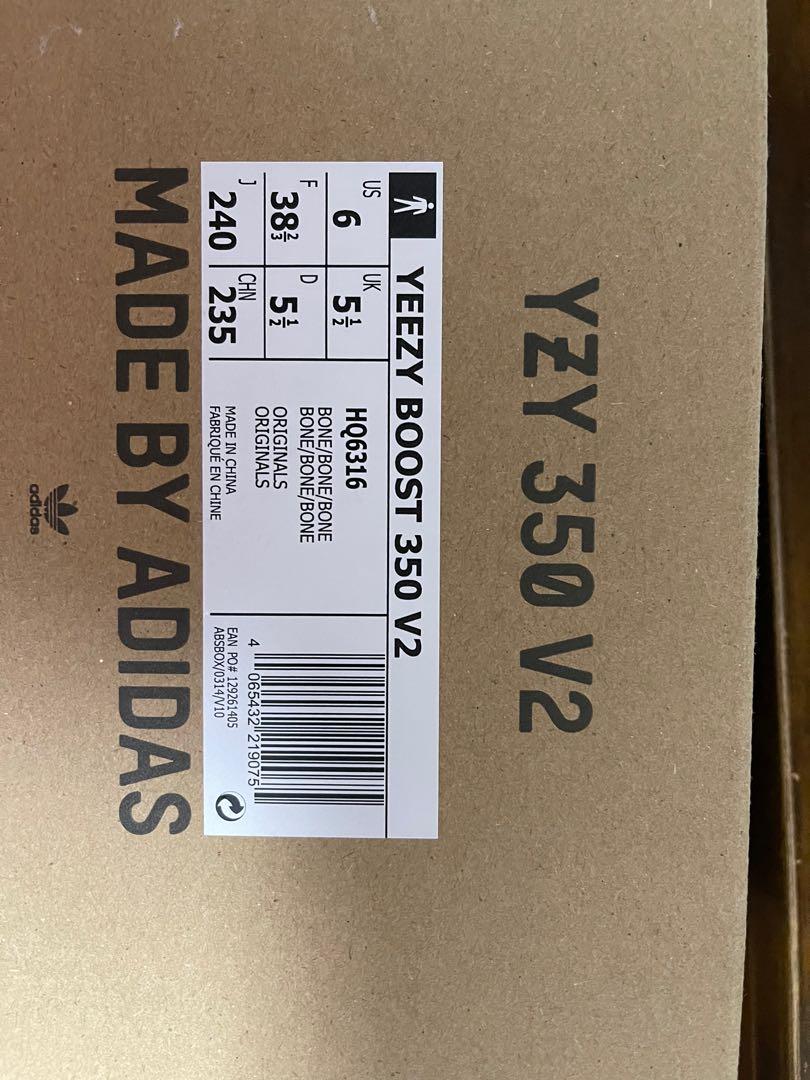 YZY 350 V2
YEEZY BOOST 350 V2
US 6
UK 5½
F 38⅔
D 5½
J 240
CHN 235
HQ6316
BONE/BONE/BONE
BONE/BONE/BONE
ORIGINALS
ORIGINALS
MADE IN CHINA
FABRIQUÉ EN CHINE
4 065432 219075
EAN PO# 129261405
ABSBOX/0314/V10
MADE BY ADIDAS
adidas